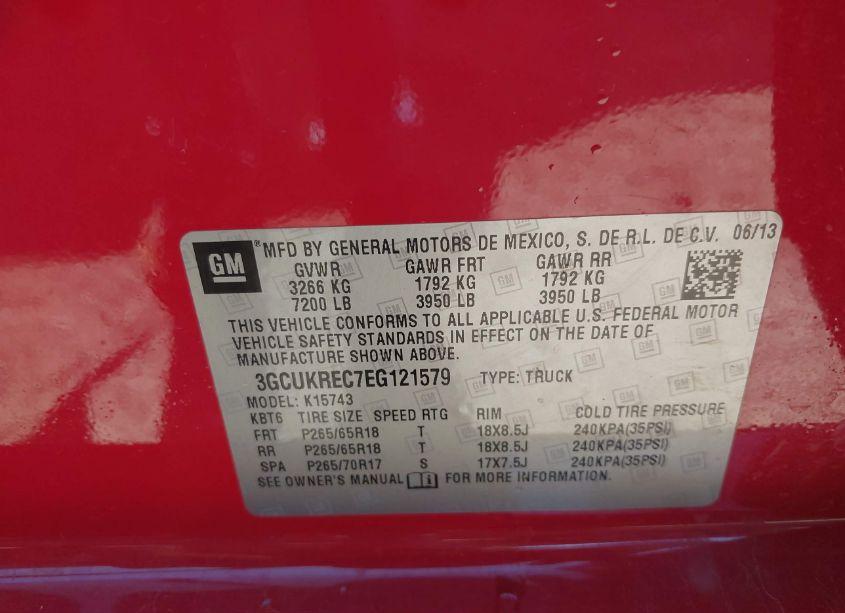 GM ® MFD BY GENERAL MOTORS DE MEXICO, S. DE R.L. DE C.V. 06/13
GVWR GAWR FRT GAWR RR
3266 KG 1792 KG 1792 KG
7200 LB 3950 LB 3950 LB
THIS VEHICLE CONFORMS TO ALL APPLICABLE U.S. FEDERAL MOTOR
VEHICLE SAFETY STANDARDS IN EFFECT ON THE DATE OF
MANUFACTURE SHOWN ABOVE.
3GCUKREC7EG121579 TYPE: TRUCK
MODEL: K15743
KBT6 TIRE SIZE SPEED RTG RIM COLD TIRE PRESSURE
FRT P265/65R18 T 18X8.5J 240KPA(35PSI)
RR P265/65R18 T 18X8.5J 240KPA(35PSI)
SPA P265/70R17 S 17X7.5J 240KPA(35PSI)
SEE OWNER'S MANUAL FOR MORE INFORMATION.